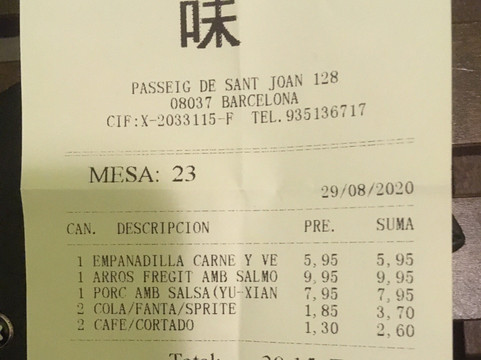 味
PASSEIG DE SANT JOAN 128
08037 BARCELONA
CIF:X-2033115-F TEL.935136717
MESA: 23
29/08/2020
CAN. DESCRIPCION PRE. SUMA
1 EMPANADILLA CARNE Y VE 5,95 5,95
1 ARROS FREGIT AMB SALMO 9,95 9,95
1 PORC AMB SALSA(YU-XIAN 7,95 7,95
2 COLA/FANTA/SPRITE 1,85 3,70
2 CAFE/CORTADO 1,30 2,60
Total: